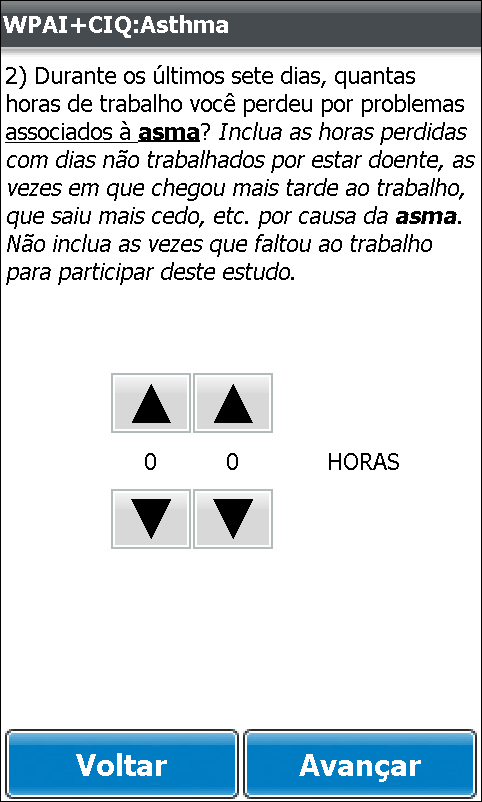 WPAI+CIQ:Asthma
2) Durante os últimos sete dias, quantas
horas de trabalho você perdeu por problemas
associados à asma? Inclua as horas perdidas
com dias não trabalhados por estar doente, as
vezes em que chegou mais tarde ao trabalho,
que saiu mais cedo, etc. por causa da asma.
Não inclua as vezes que faltou ao trabalho
para participar deste estudo.
0 0 HORAS
Voltar Avançar